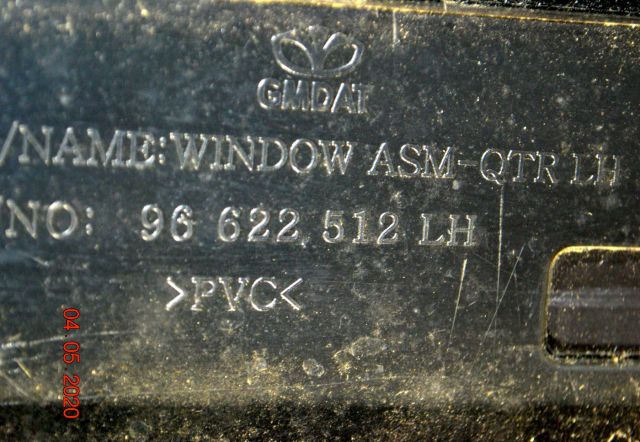 GMDAT
/NAME: WINDOW ASM-QTR LH
NO: 96 622 512 LH
>PVC<
04 05 2020